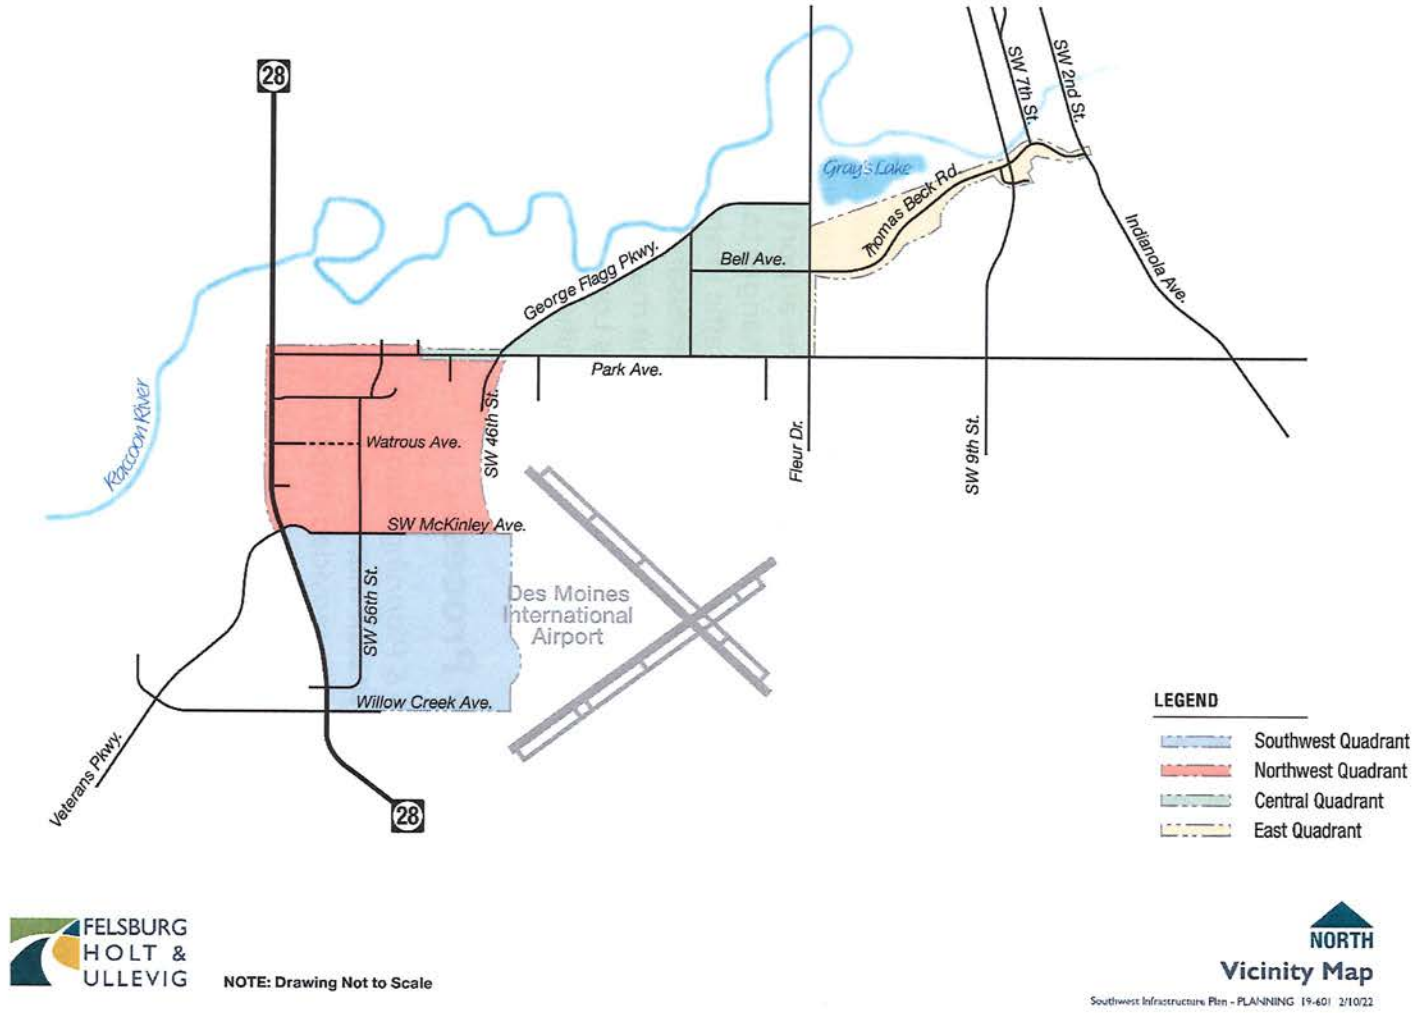 28
SW 7th St.
SW 2nd St.
Gray's Lake
Thomas Beck Rd.
Indianola Ave.
Bell Ave.
George Flagg Pkwy.
Park Ave.
Raccoon River
Watrous Ave.
SW 46th St.
Fleur Dr.
SW 9th St.
SW McKinley Ave.
SW 56th St.
Des Moines
International
Airport
Willow Creek Ave.
Veterans Pkwy.
28
LEGEND
Southwest Quadrant
Northwest Quadrant
Central Quadrant
East Quadrant
FELSBURG
HOLT &
ULLEVIG
NOTE: Drawing Not to Scale
NORTH
Vicinity Map
Southwest Infrastructure Plan - PLANNING 19-601 2/10/22